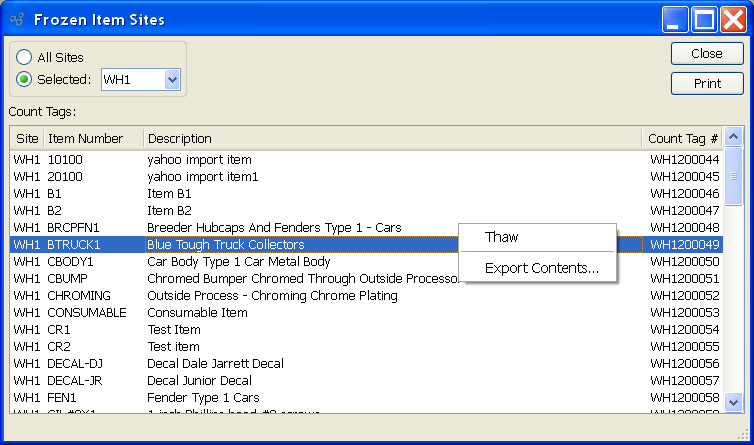 Frozen Item Sites
All Sites
Selected: WH1
Close
Print
Count Tags:
Site Item Number Description Count Tag #
WH1 10100 yahoo import item WH1200044
WH1 20100 yahoo import item1 WH1200045
WH1 B1 Item B1 WH1200046
WH1 B2 Item B2 WH1200047
WH1 BRCPFN1 Breeder Hubcaps And Fenders Type 1 - Cars WH1200048
WH1 BTRUCK1 Blue Tough Truck Collectors WH1200049
WH1 CBODY1 Car Body Type 1 Car Metal Body WH1200050
WH1 CBUMP Chromed Bumper Chromed Through Outside Processor WH1200051
WH1 CHROMING Outside Process - Chroming Chrome Plating WH1200052
WH1 CONSUMABLE Consumable Item WH1200053
WH1 CR1 Test Item WH1200054
WH1 CR2 Test item WH1200055
WH1 DECAL-DJ Decal Dale Jarrett Decal WH1200056
WH1 DECAL-JR Decal Junior Decal WH1200057
WH1 FEN1 Fender Type 1 Cars WH1200058
Thaw
Export Contents...